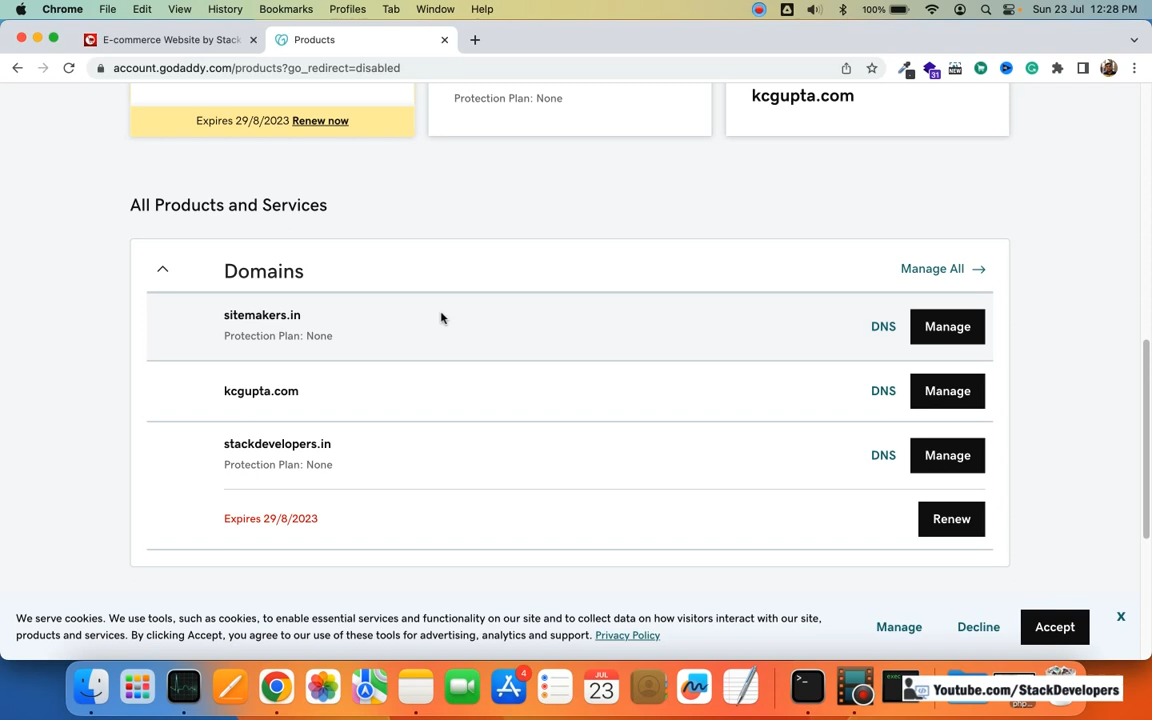 Chrome File Edit View History Bookmarks Profiles Tab Window Help 100% Sun 23 Jul 12:28 PM
E-commerce Website by Stack Products
account.godaddy.com/products?go_redirect=disabled
31 NEW
Protection Plan: None kcgupta.com
Expires 29/8/2023 Renew now
All Products and Services
Domains Manage All
sitemakers.in
Protection Plan: None
DNS Manage
kcgupta.com DNS Manage
stackdevelopers.in
Protection Plan: None
DNS Manage
Expires 29/8/2023 Renew
We serve cookies. We use tools, such as cookies, to enable essential services and functionality on our site and to collect data on how visitors interact with our site,
products and services. By clicking Accept, you agree to our use of these tools for advertising, analytics and support. Privacy Policy
Manage Decline Accept X
4
JUL
23
Youtube.com/StackDevelopers